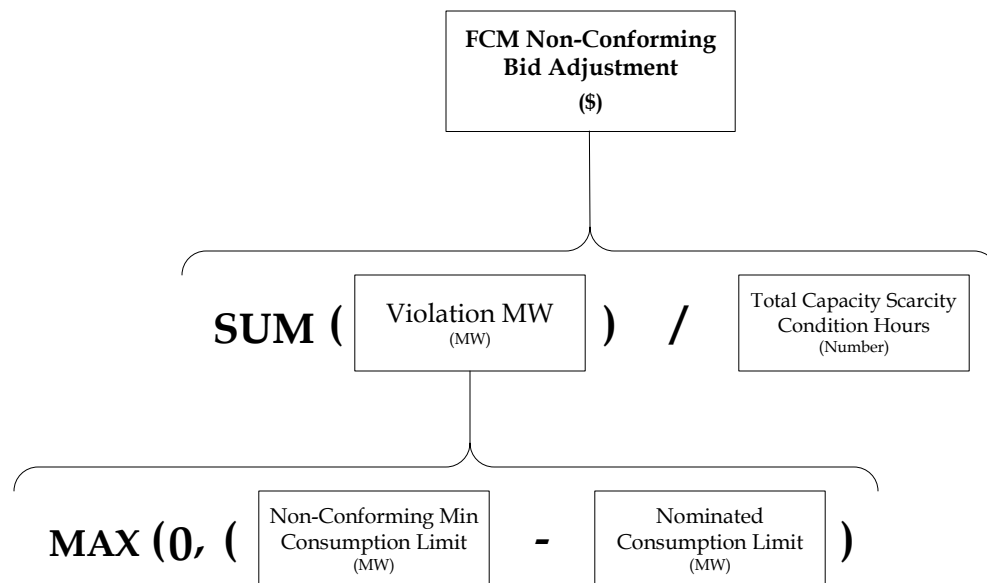 FCM Non-Conforming
Bid Adjustment
($)
SUM ( Violation MW ) / Total Capacity Scarcity
(MW) Condition Hours
(Number)
MAX (0, ( Non-Conforming Min - Nominated )
Consumption Limit Consumption Limit
(MW) (MW)